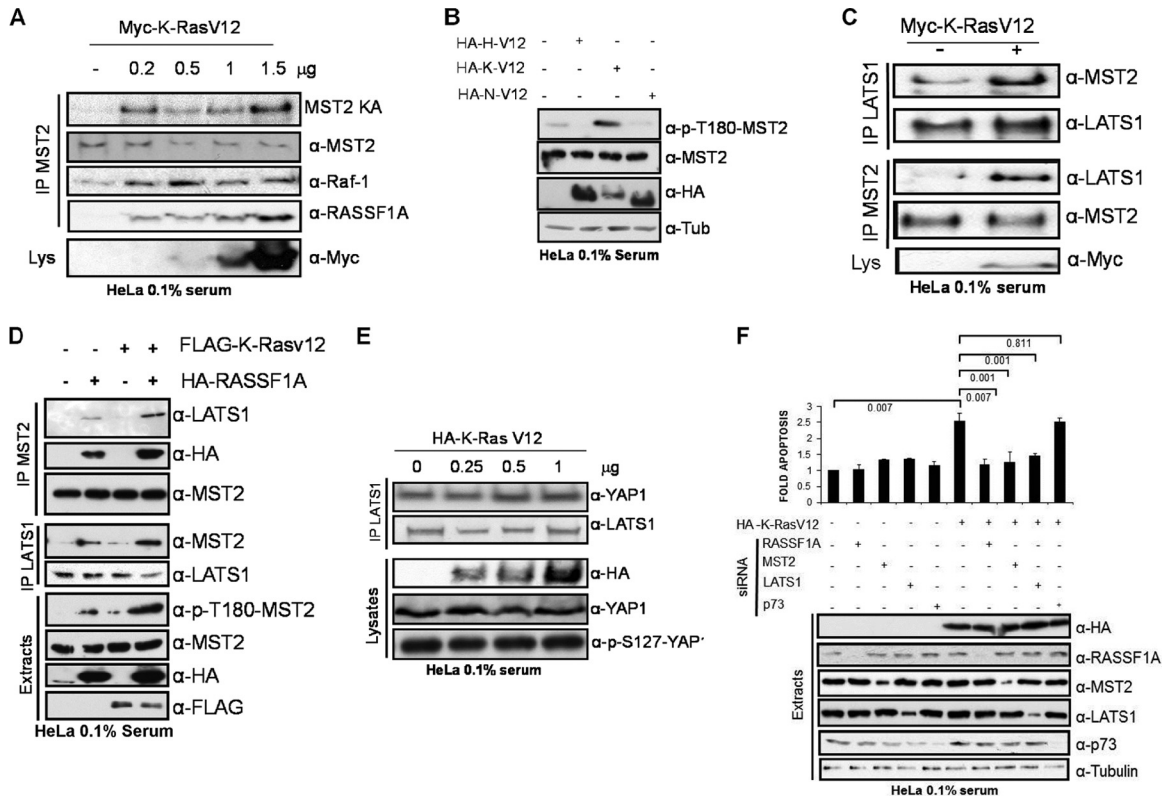 A
Myc-K-RasV12
- 0.2 0.5 1 1.5 μg
IP MST2
MST2 KA
α-MST2
α-Raf-1
α-RASSF1A
Lys
α-Myc
HeLa 0.1% serum
B
HA-H-V12 - + - -
HA-K-V12 - - + -
HA-N-V12 - - - +
α-p-T180-MST2
α-MST2
α-HA
α-Tub
HeLa 0.1% Serum
C
Myc-K-RasV12
- +
IP LATS1
α-MST2
α-LATS1
IP MST2
α-LATS1
α-MST2
Lys
α-Myc
HeLa 0.1% serum
D
- - + + FLAG-K-Rasv12
- + - + HA-RASSF1A
IP MST2
α-LATS1
α-HA
α-MST2
IP LATS1
α-MST2
α-LATS1
Extracts
α-p-T180-MST2
α-MST2
α-HA
α-FLAG
HeLa 0.1% Serum
E
HA-K-Ras V12
0 0.25 0.5 1 μg
IP LATS1
α-YAP1
α-LATS1
Lysates
α-HA
α-YAP1
α-p-S127-YAP1
HeLa 0.1% serum
F
0.811
0.001
0.001
0.007
0.007
FOLD APOPTOSIS
3
2.5
2
1.5
1
0.5
0
HA-K-RasV12 - - - - - + + + + +
siRNA
RASSF1A - + - - - - + - - -
MST2 - - + - - - - + - -
LATS1 - - - + - - - - + -
p73 - - - - + - - - - +
Extracts
α-HA
α-RASSF1A
α-MST2
α-LATS1
α-p73
α-Tubulin
HeLa 0.1% serum